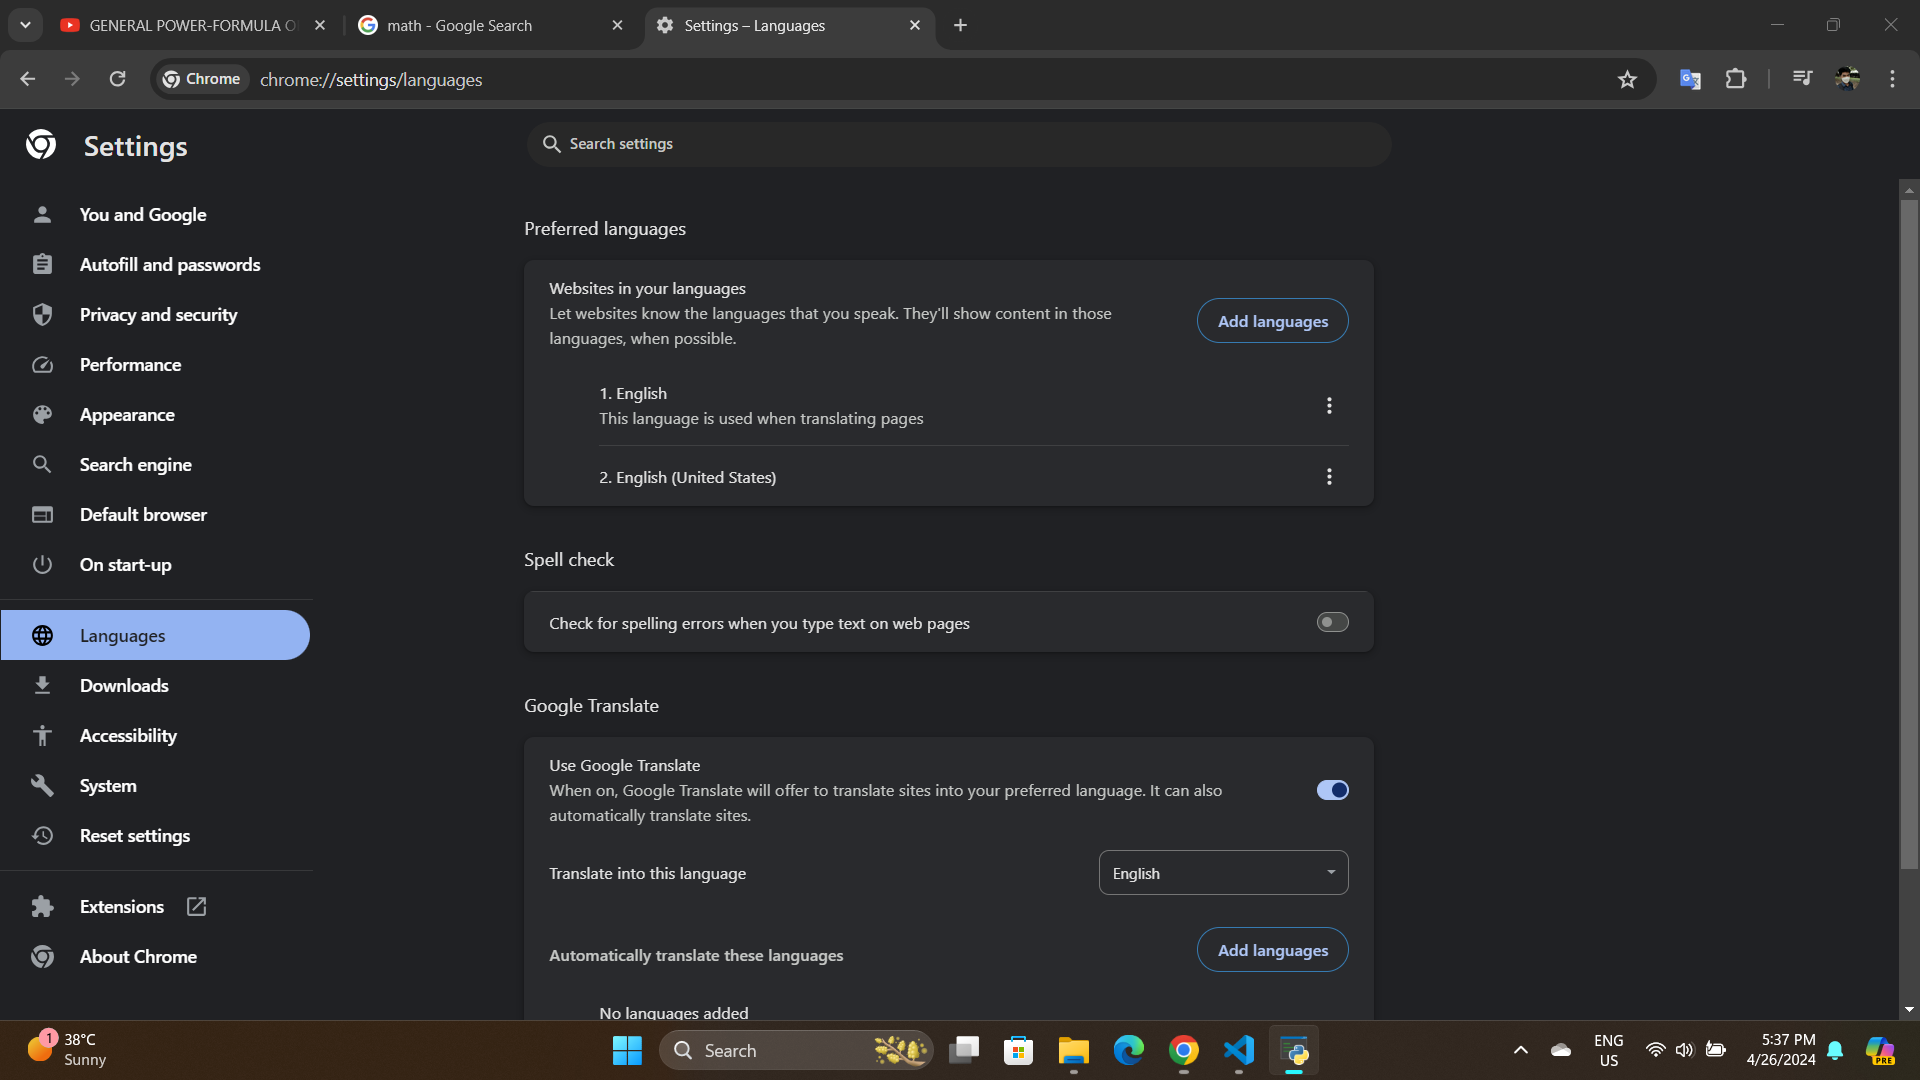 GENERAL POWER-FORMULA O
math - Google Search
Settings – Languages
Chrome
chrome://settings/languages
Settings
Search settings
You and Google
Autofill and passwords
Privacy and security
Performance
Appearance
Search engine
Default browser
On start-up
Languages
Downloads
Accessibility
System
Reset settings
Extensions
About Chrome
Preferred languages
Websites in your languages
Let websites know the languages that you speak. They'll show content in those
languages, when possible.
Add languages
1. English
This language is used when translating pages
2. English (United States)
Spell check
Check for spelling errors when you type text on web pages
Google Translate
Use Google Translate
When on, Google Translate will offer to translate sites into your preferred language. It can also
automatically translate sites.
Translate into this language
English
Automatically translate these languages
Add languages
No languages added
1
38°C
Sunny
Search
ENG
US
5:37 PM
4/26/2024
PRE